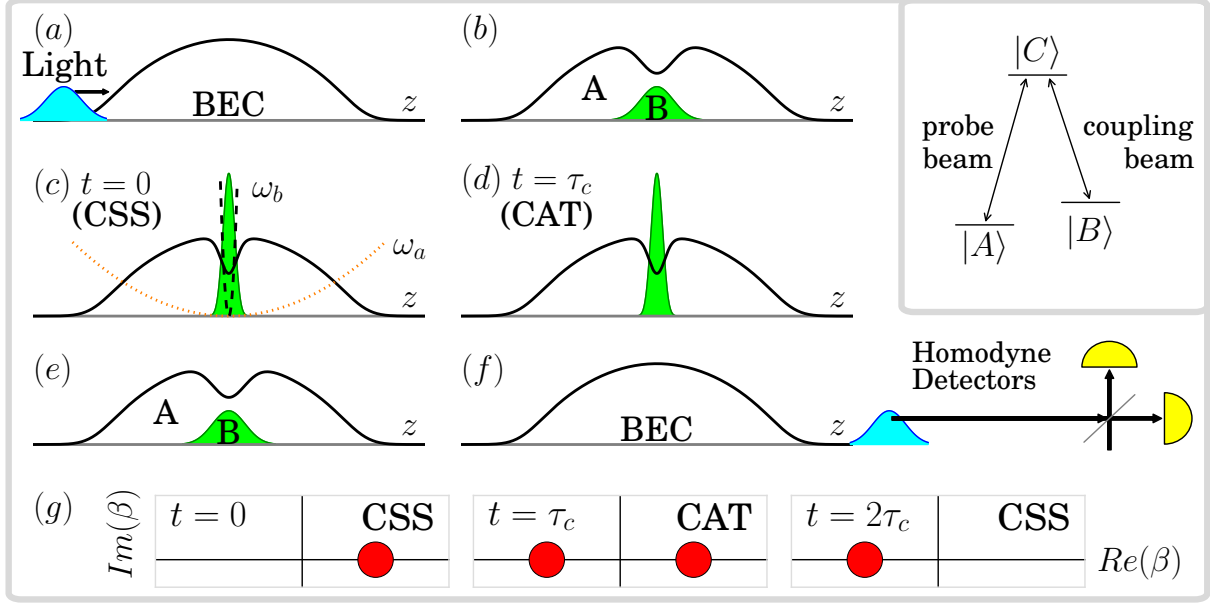 (a)
Light
BEC
z
(b)
A
B
z
|C⟩
probe
beam
coupling
beam
|A⟩
|B⟩
(c) t = 0
(CSS)
ω_b
ω_a
z
(d) t = τ_c
(CAT)
z
(e)
A
B
z
(f)
BEC
z
Homodyne
Detectors
(g)
Im(β)
t = 0
CSS
t = τ_c
CAT
t = 2τ_c
CSS
Re(β)